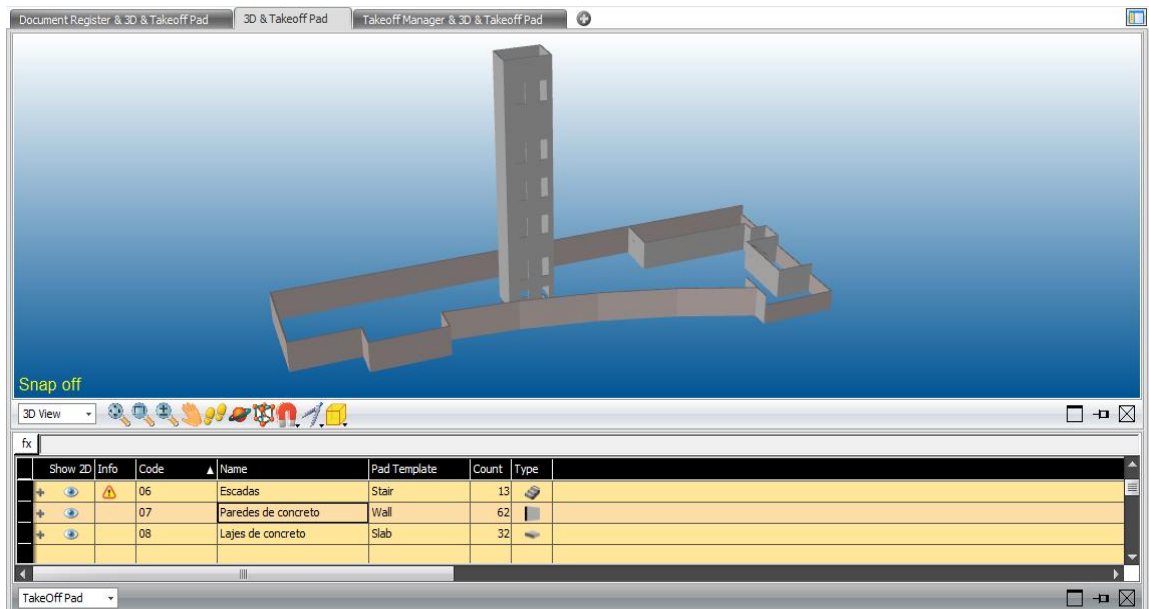 Document Register & 3D & Takeoff Pad 3D & Takeoff Pad Takeoff Manager & 3D & Takeoff Pad
Snap off
3D View
fx
Show 2D Info Code Name Pad Template Count Type
06 Escadas Stair 13
07 Paredes de concreto Wall 62
08 Lajes de concreto Slab 32
TakeOff Pad